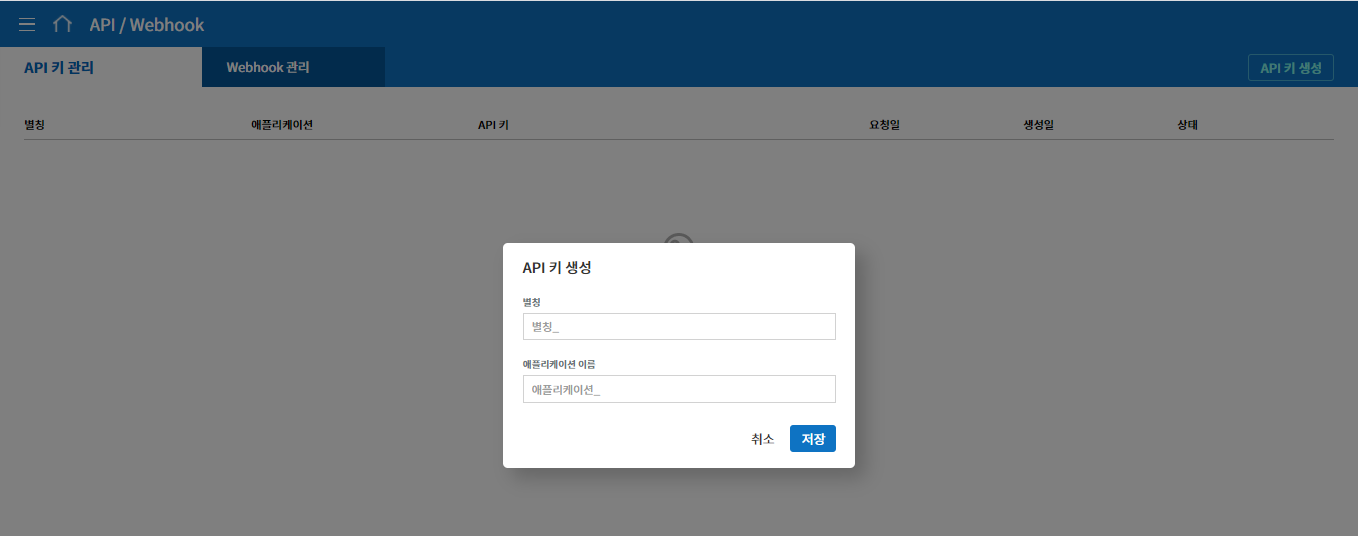 API / Webhook
API 키 관리
Webhook 관리
API 키 생성
별칭 애플리케이션 API 키 요청일 생성일 상태
API 키 생성
별칭
별칭_
애플리케이션 이름
애플리케이션_
취소 저장